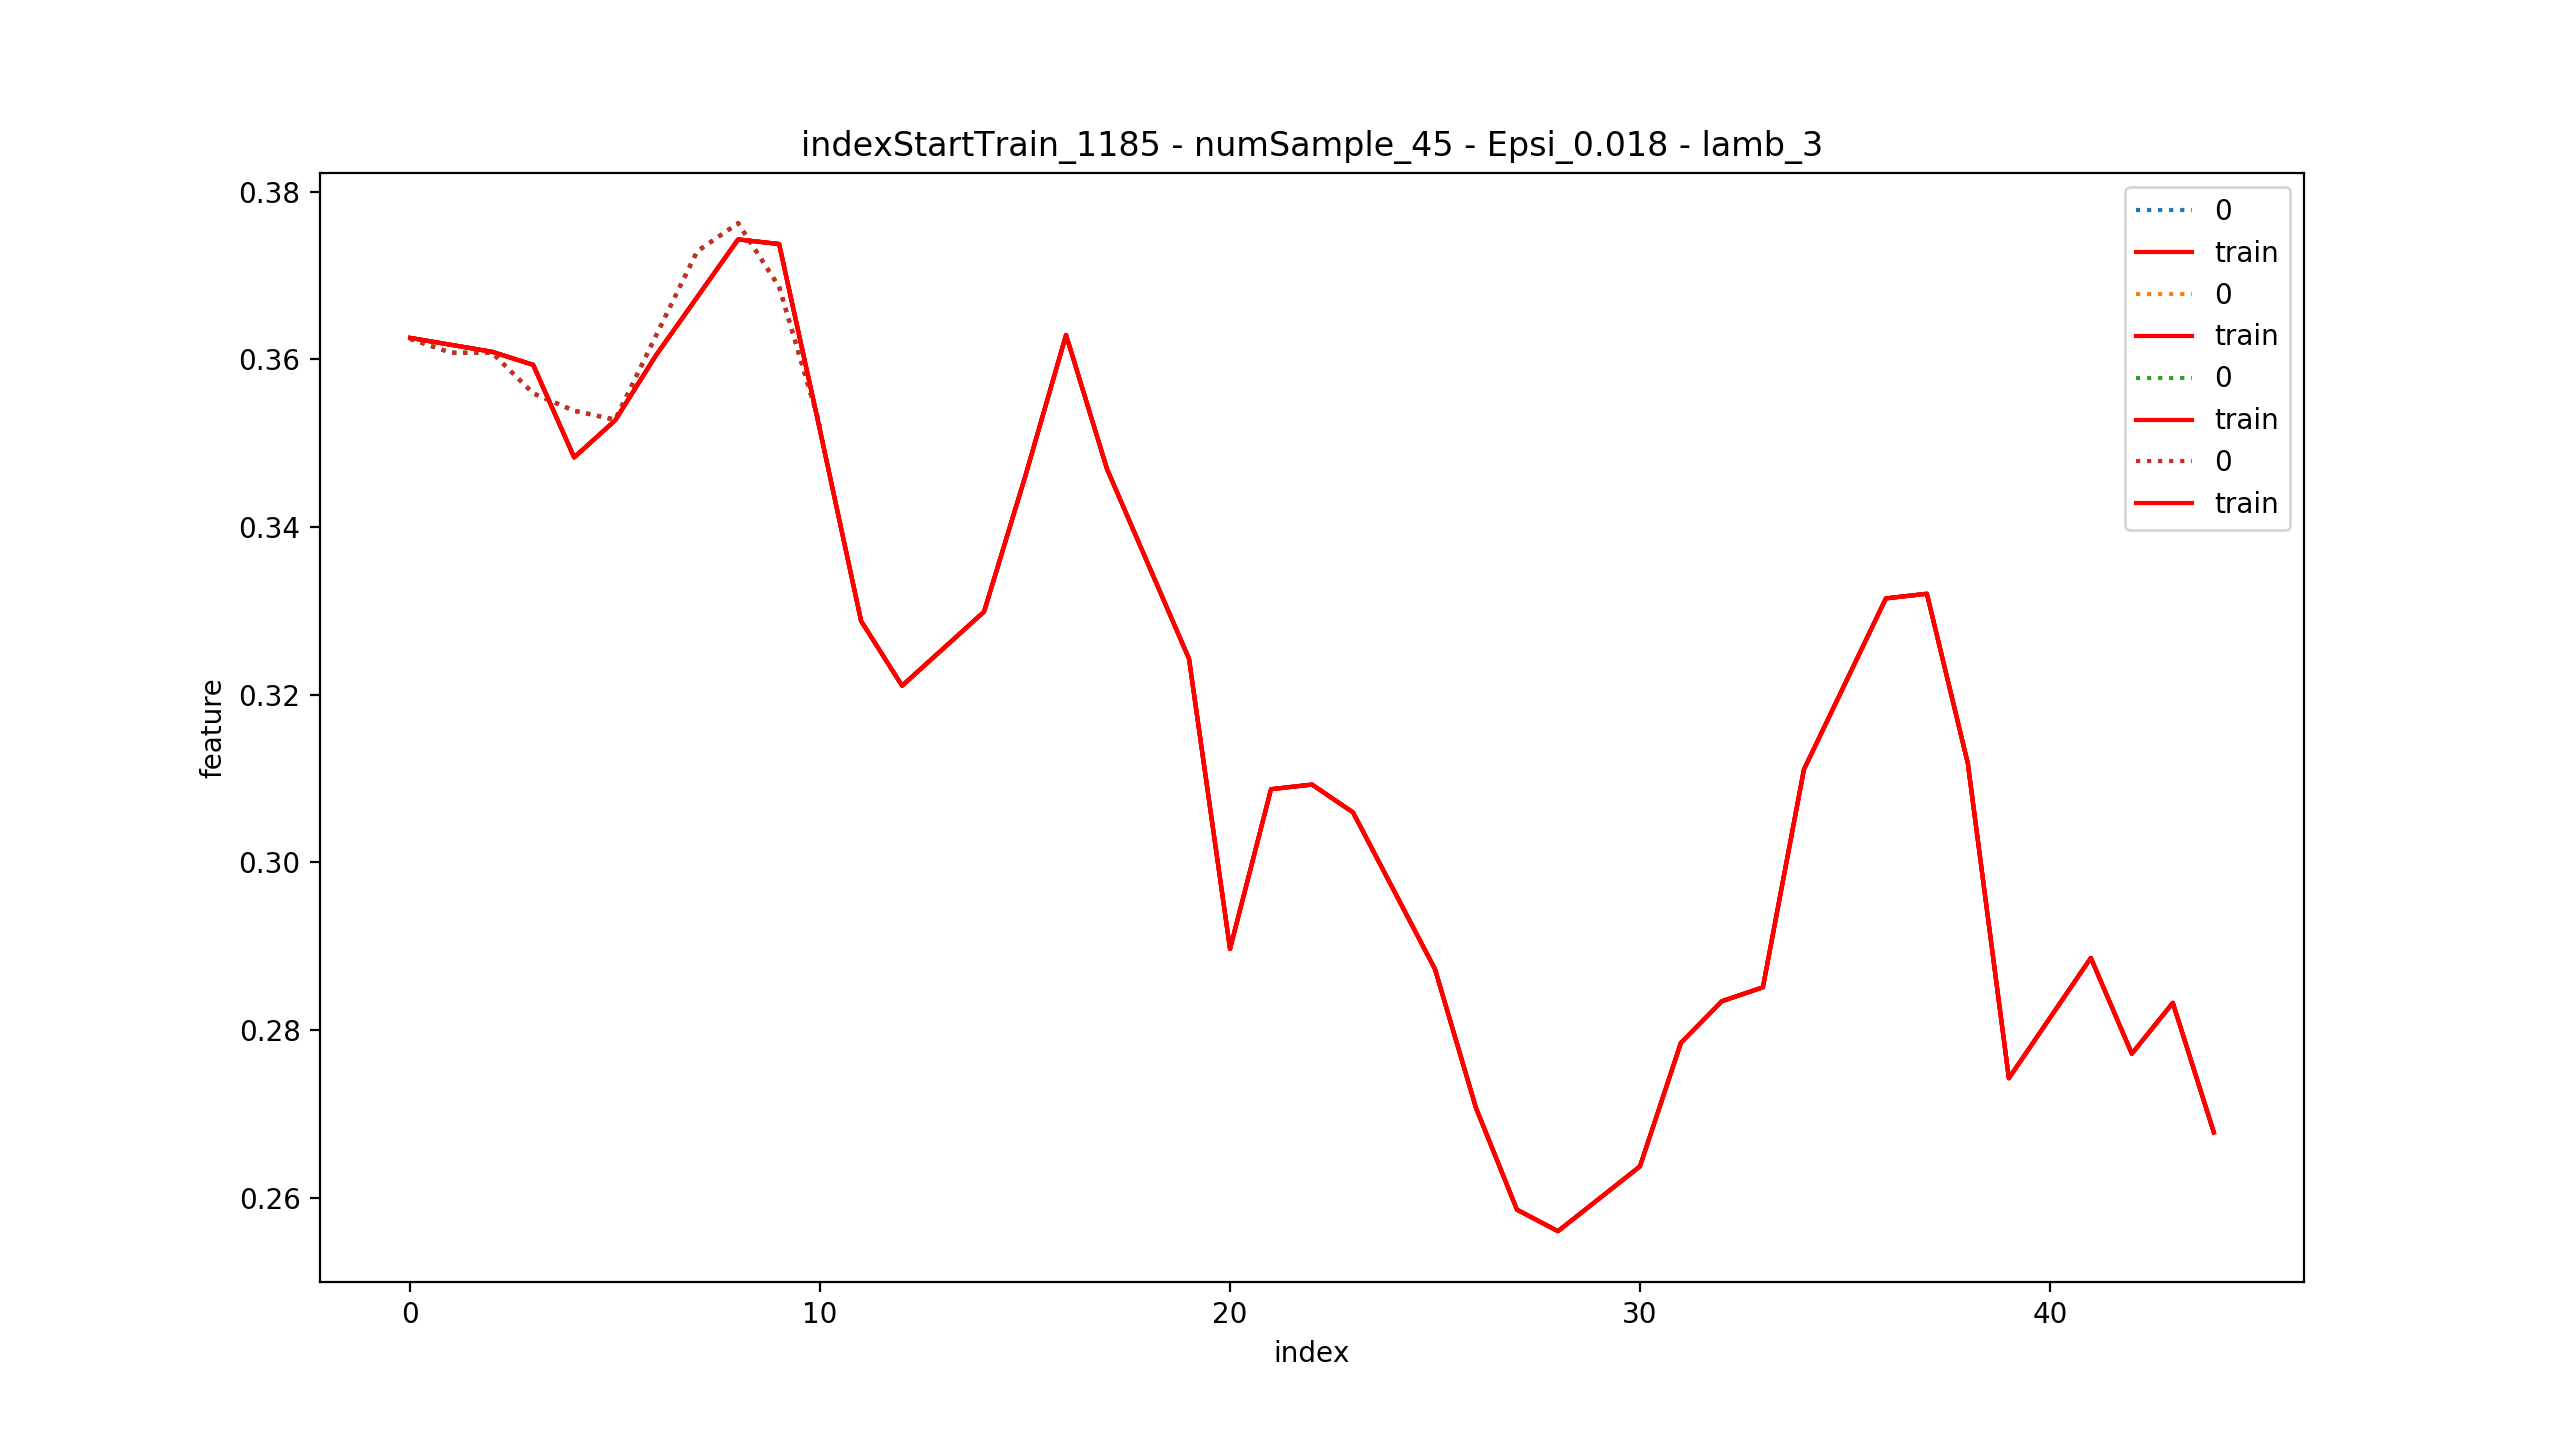 indexStartTrain_1185 - numSample_45 - Epsi_0.018 - lamb_3
0.38
0.36
0.34
0.32
0.30
0.28
0.26
feature
0
train
0
train
0
train
0
train
0
10
20
30
40
index